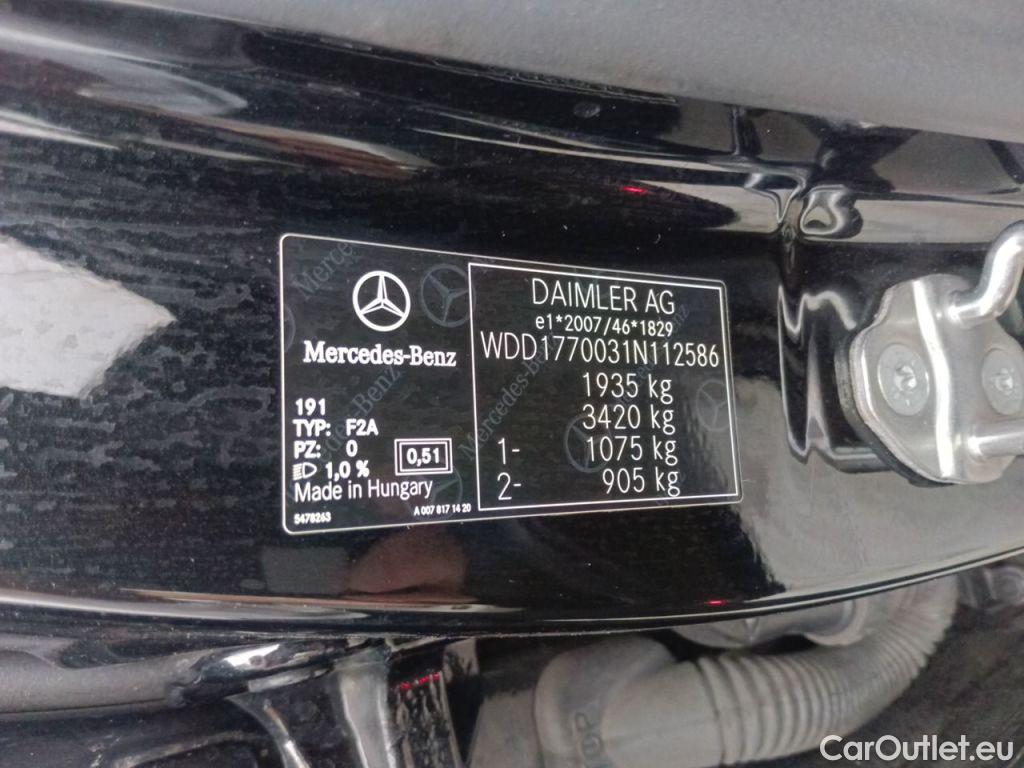 Mercedes-Benz
191
TYP: F2A
PZ: 0
1,0 %
0,51
Made in Hungary
5478263
A 007 817 14 20
DAIMLER AG
e1*2007/46*1829
WDD1770031N112586
1935 kg
3420 kg
1- 1075 kg
2- 905 kg
CarOutlet.eu